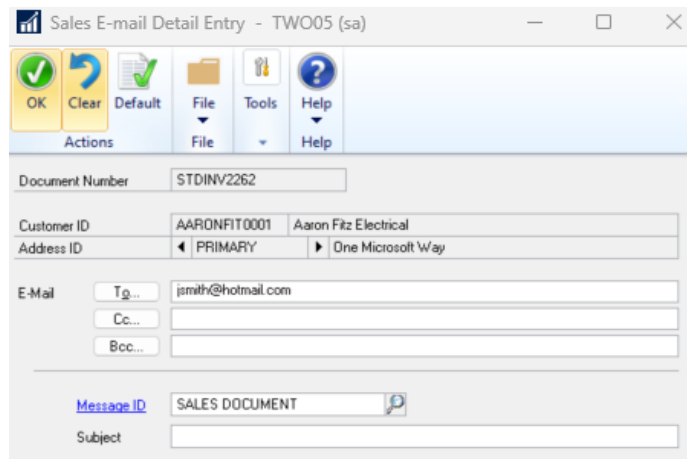 Sales E-mail Detail Entry - TWO05 (sa)
OK Clear Default File Tools Help
Actions File Help
Document Number STDINV2262
Customer ID AARONFIT0001 Aaron Fitz Electrical
Address ID PRIMARY One Microsoft Way
E-Mail To... jsmith@hotmail.com
Cc...
Bcc...
Message ID SALES DOCUMENT
Subject